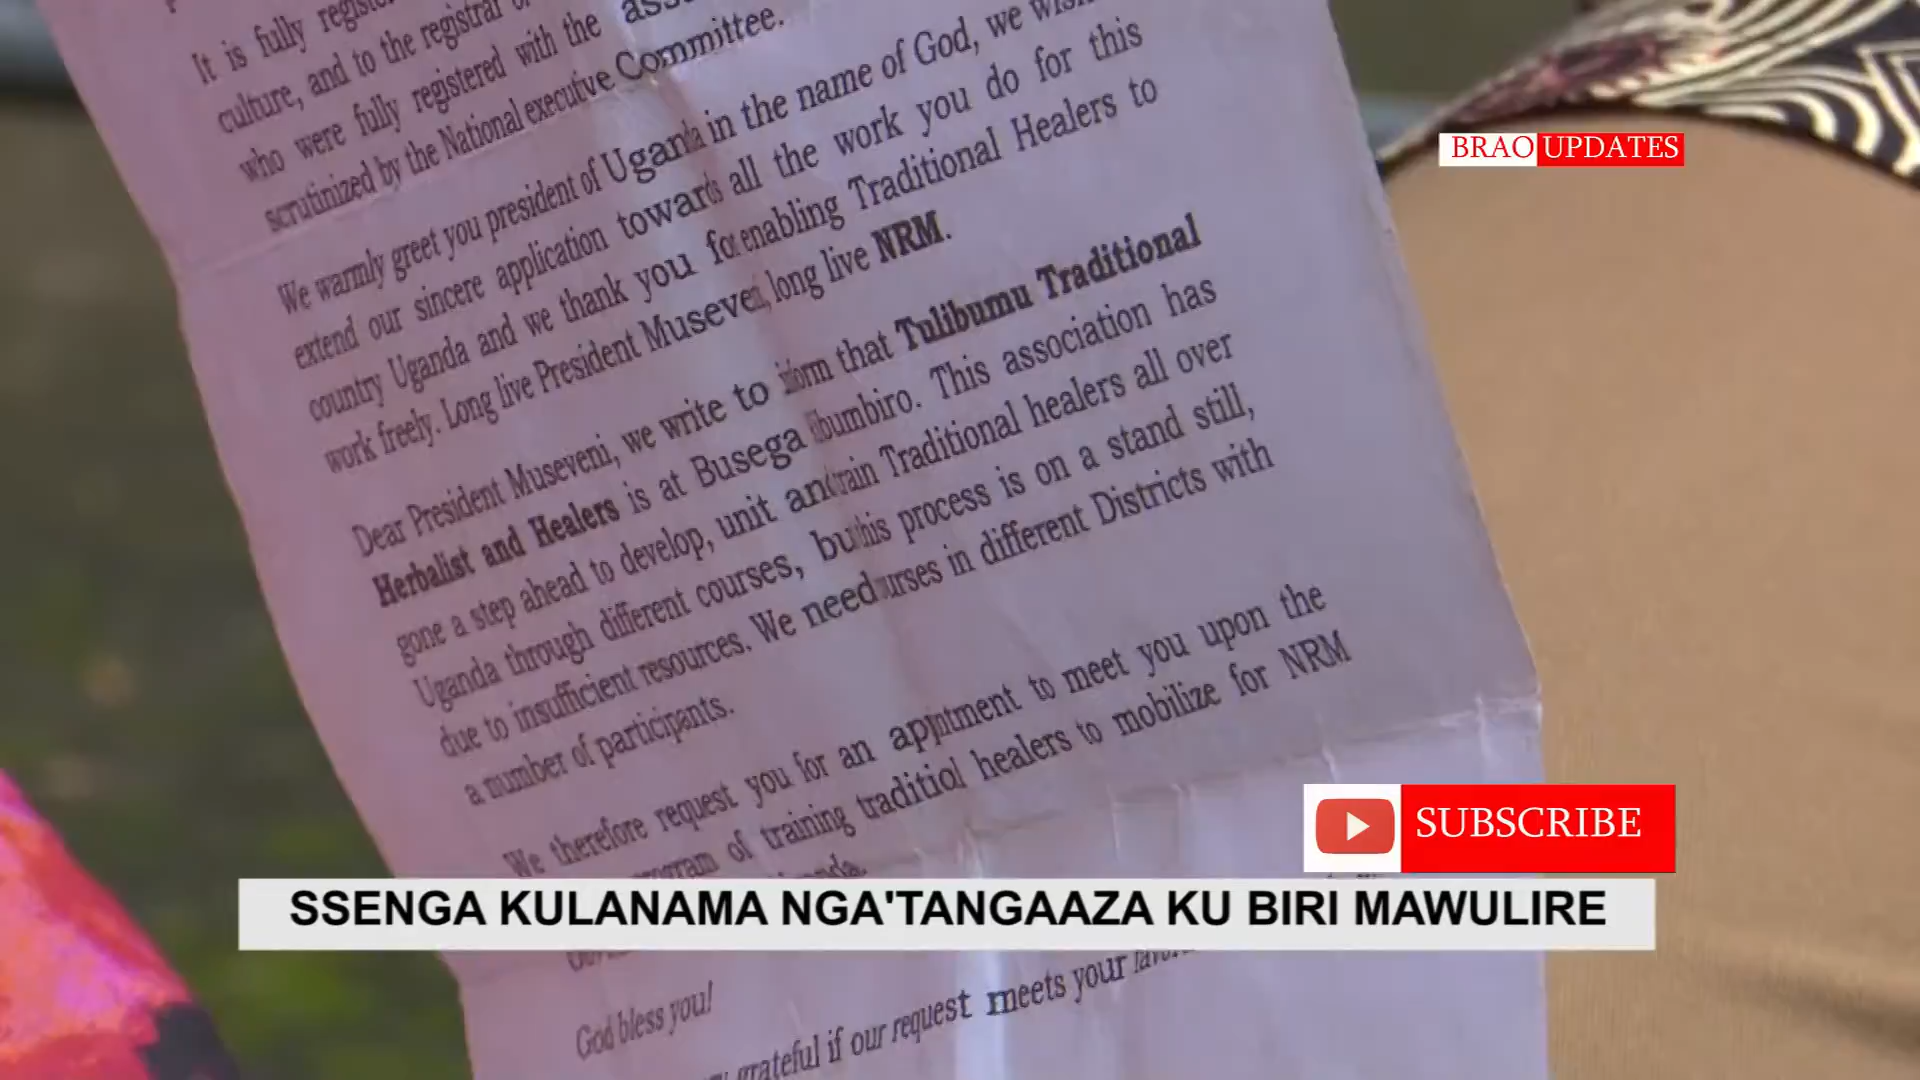 It is fully
culture, and to the registrar
who were fully registered with the
scrutinized by the National executive Committee.
We warmly greet you president of Uganda in the name of God, we wish
extend our sincere application towards all the work you do for this
country Uganda and we thank you for enabling Traditional Healers to
work freely. Long live President Museveni, long live NRM.
Dear President Museveni, we write to inform that Tulibumu Traditional
Herbalist and Healers is at Busega Kibumbiro. This association has
gone a step ahead to develop, unit and train Traditional healers all over
Uganda through different courses, but this process is on a stand still,
due to insufficient resources. We need nurses in different Districts with
a number of participants.
We therefore request you for an appointment to meet you upon the
program of training traditiol healers to mobilize for NRM
God bless you!
grateful if our request meets your
BRAO UPDATES
SUBSCRIBE
SSENGA KULANAMA NGA'TANGAAZA KU BIRI MAWULIRE